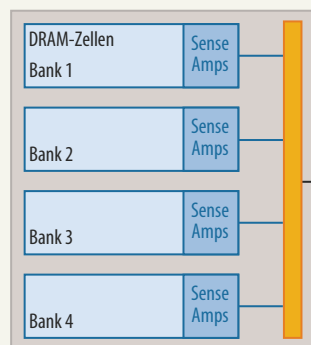 DRAM-Zellen
Bank 1
Sense
Amps
Bank 2
Sense
Amps
Bank 3
Sense
Amps
Bank 4
Sense
Amps